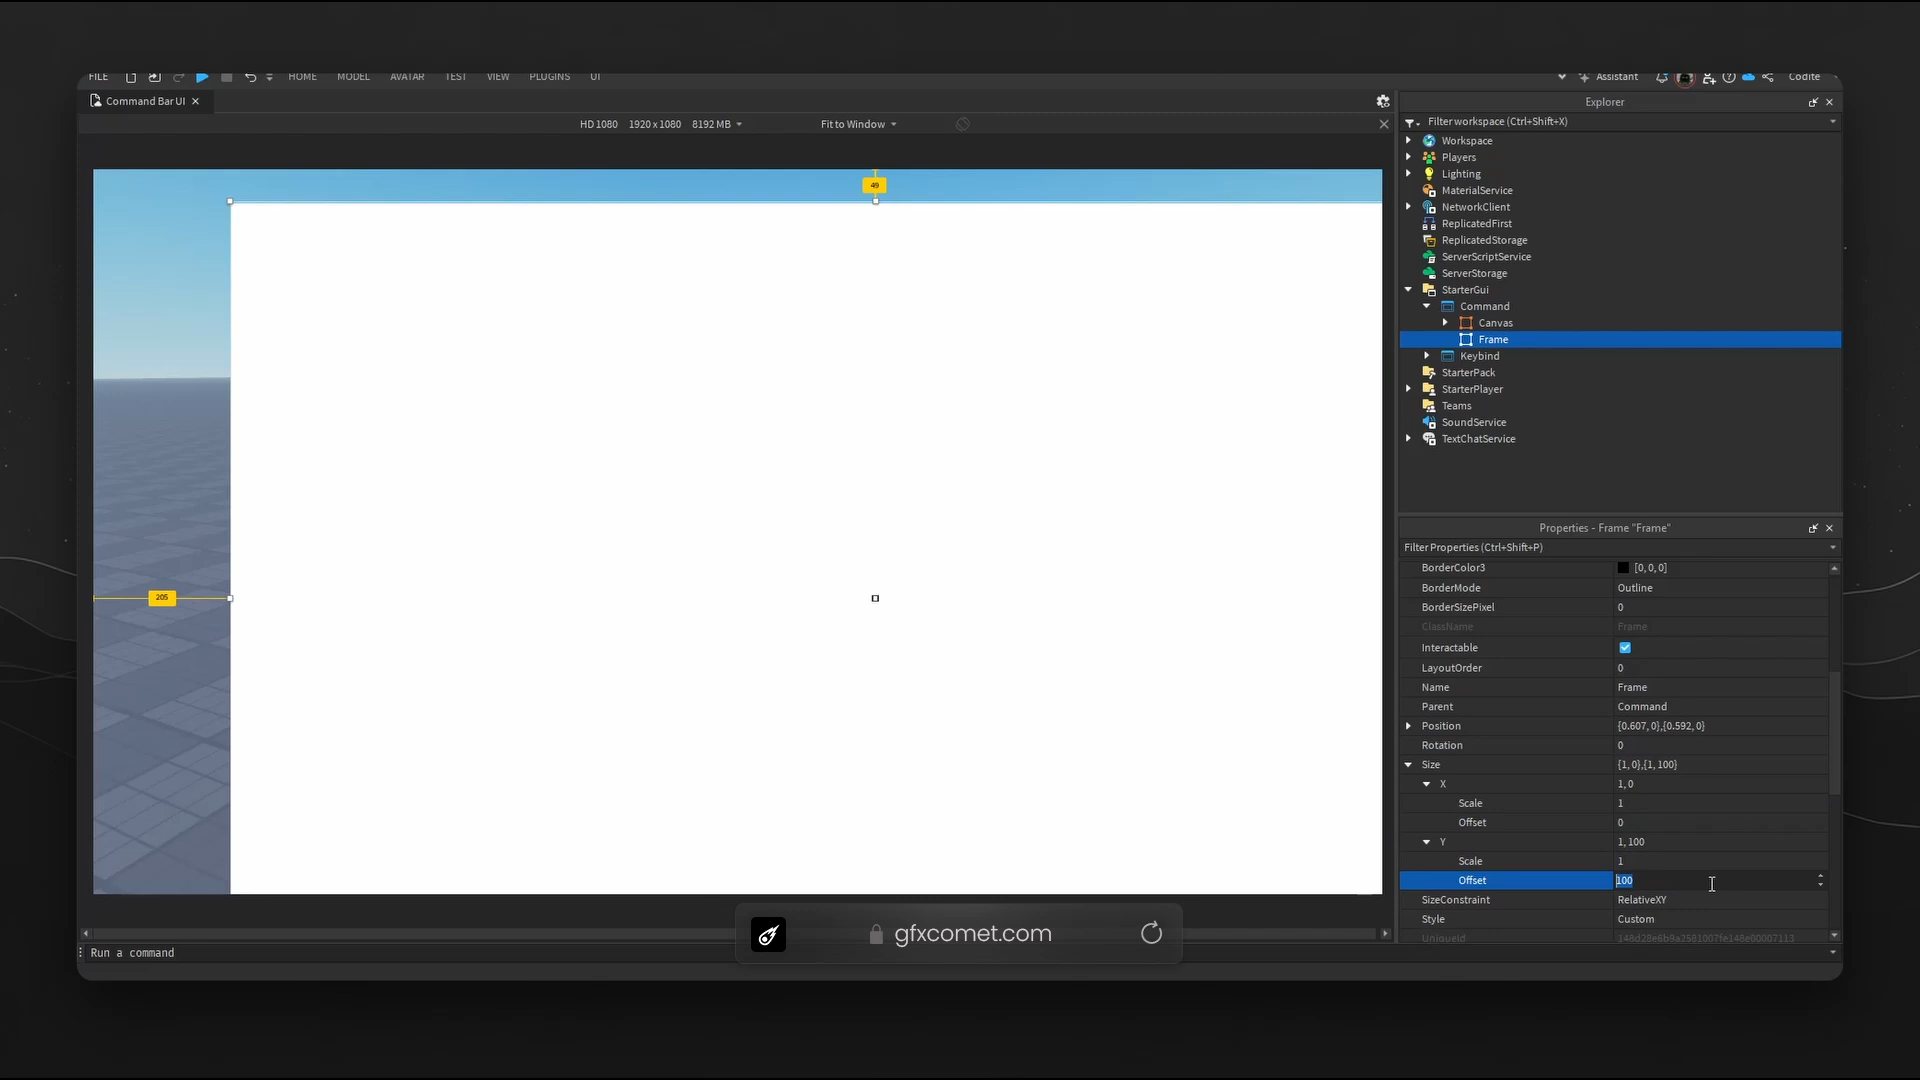 FILE HOME MODEL AVATAR TEST VIEW PLUGINS UI Assistant Codite
Command Bar UI
HD 1080 1920 x 1080 8192 MB Fit to Window
49
205
Explorer
Filter workspace (Ctrl+Shift+X)
Workspace
Players
Lighting
MaterialService
NetworkClient
ReplicatedFirst
ReplicatedStorage
ServerScriptService
ServerStorage
StarterGui
Command
Canvas
Frame
Keybind
StarterPack
StarterPlayer
Teams
SoundService
TextChatService
Properties - Frame "Frame"
Filter Properties (Ctrl+Shift+P)
BorderColor3 [0, 0, 0]
BorderMode Outline
BorderSizePixel 0
ClassName Frame
Interactable
LayoutOrder 0
Name Frame
Parent Command
Position {0.607, 0},{0.592, 0}
Rotation 0
Size {1, 0},{1, 100}
X 1, 0
Scale 1
Offset 0
Y 1, 100
Scale 1
Offset 100
SizeConstraint RelativeXY
Style Custom
UniqueId
gfxcomet.com
Run a command